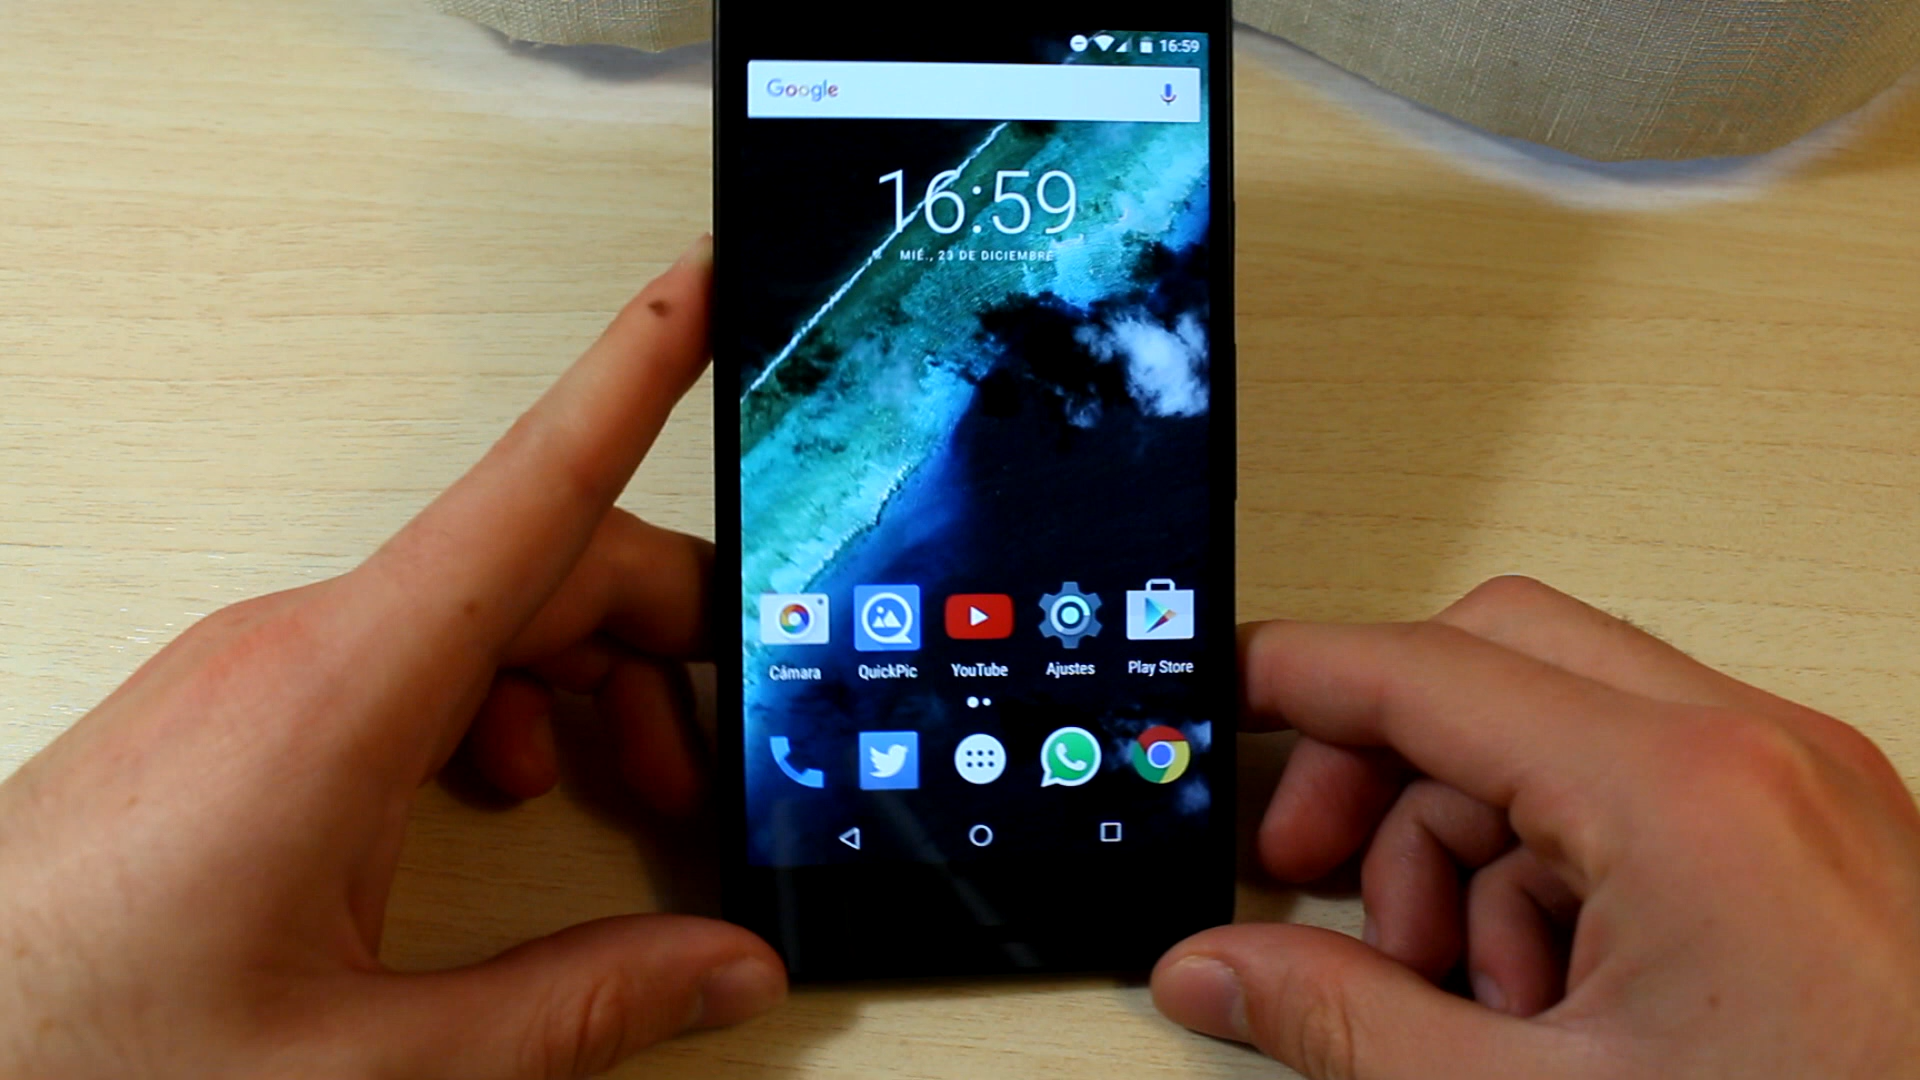 16:59
Google
16:59
MIÉ., 23 DE DICIEMBRE
Cámara QuickPic YouTube Ajustes Play Store